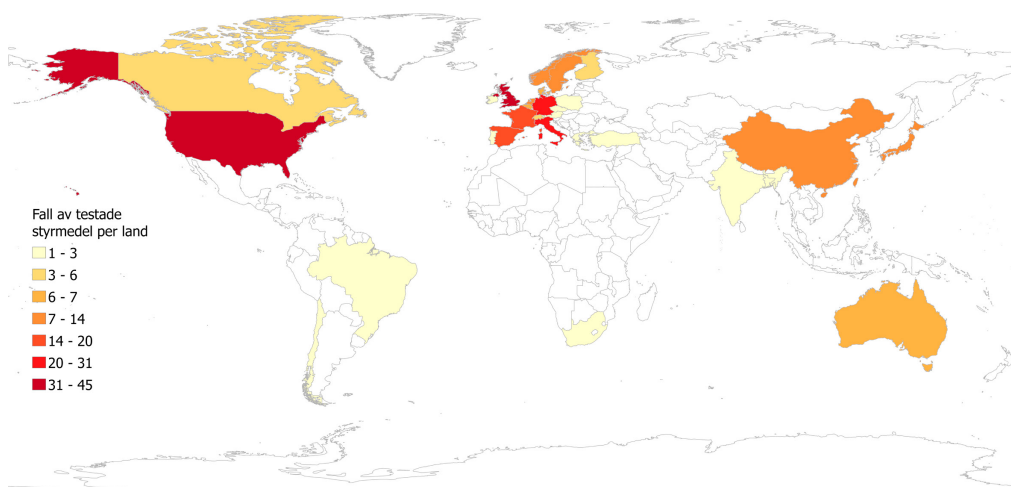 Fall av testade
styrmedel per land
1 - 3
3 - 6
6 - 7
7 - 14
14 - 20
20 - 31
31 - 45